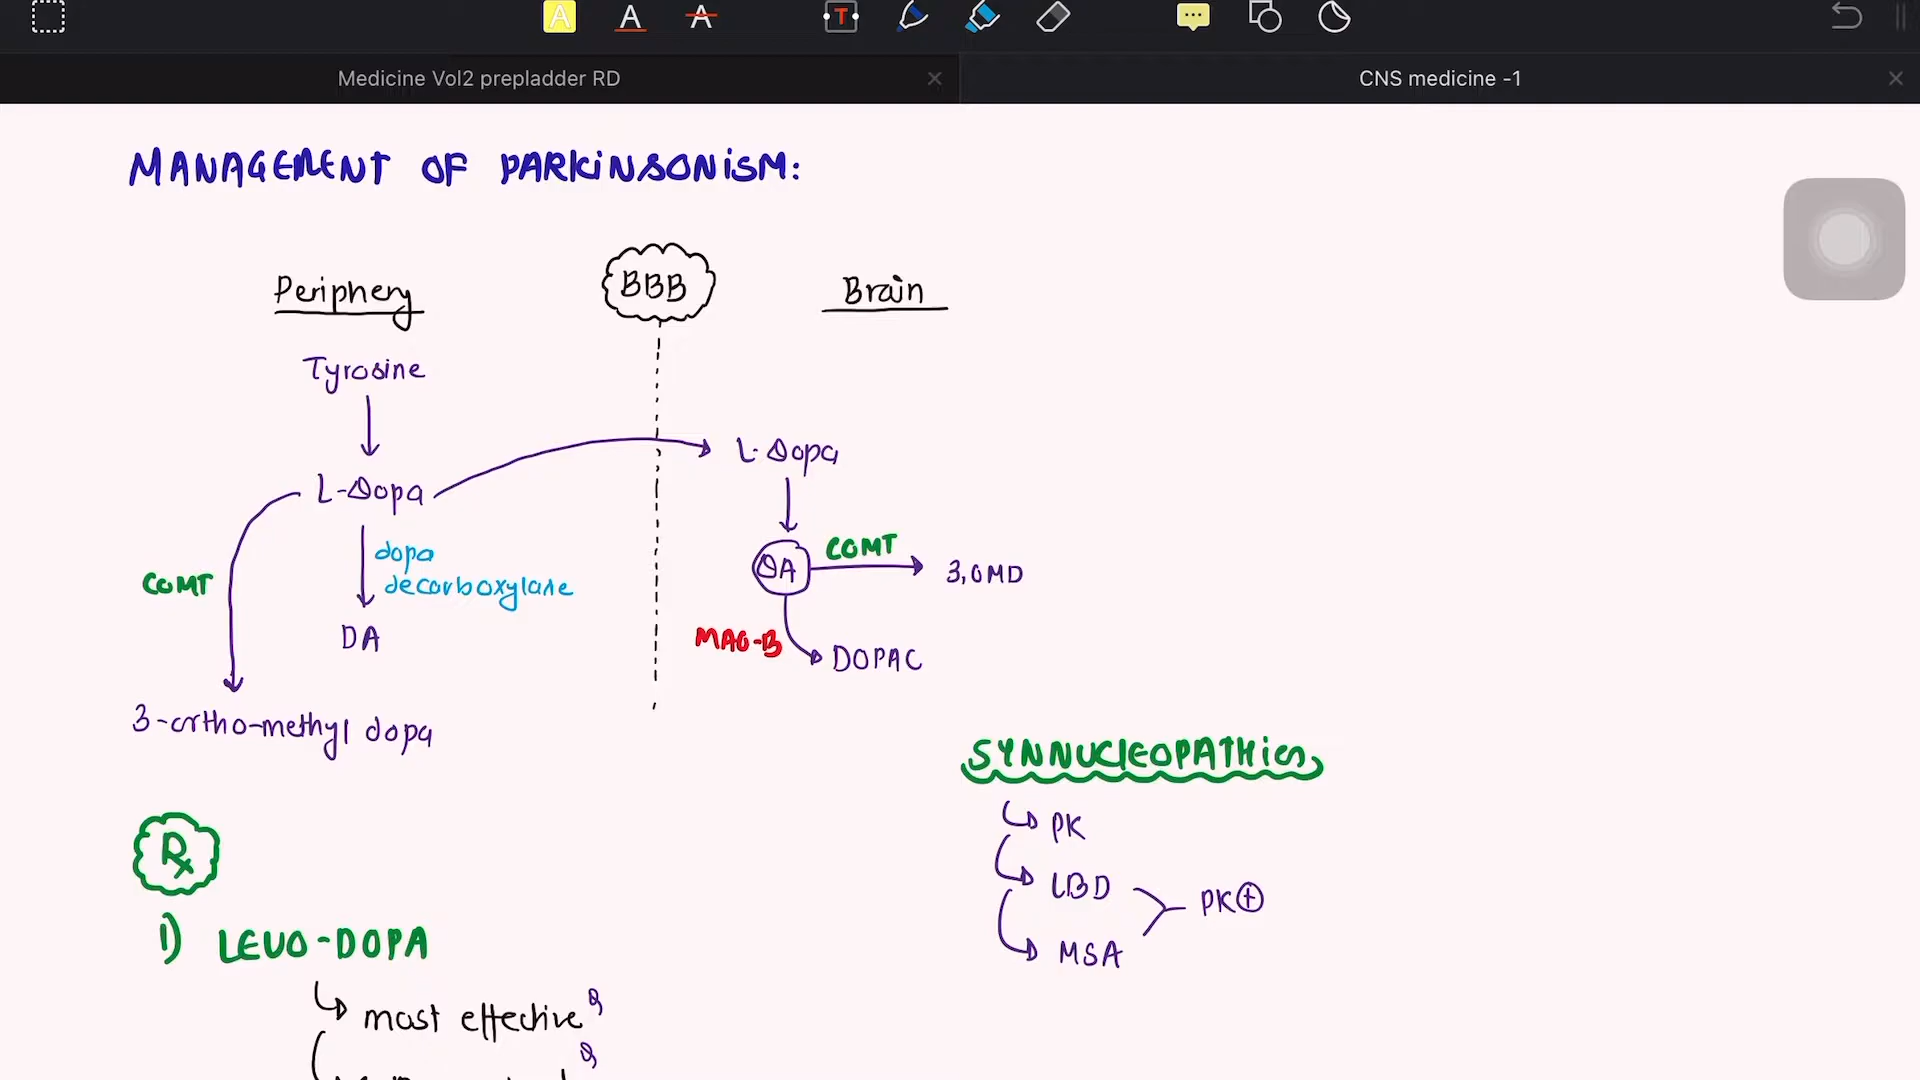 A A A T
Medicine Vol2 prepladder RD
CNS medicine -1
MANAGEMENT OF PARKINSONISM:
Periphery BBB Brain
Tyrosine
L-Dopa
L-Dopa
COMT
dopa
decarboxylase
DA
3-ortho-methyl dopa
DA COMT 3,OMD
MAO-B
DOPAC
SYNNUCLEOPATHies
PK
LBD
MSA
PK+
Rx
1) LEVO-DOPA
most effective